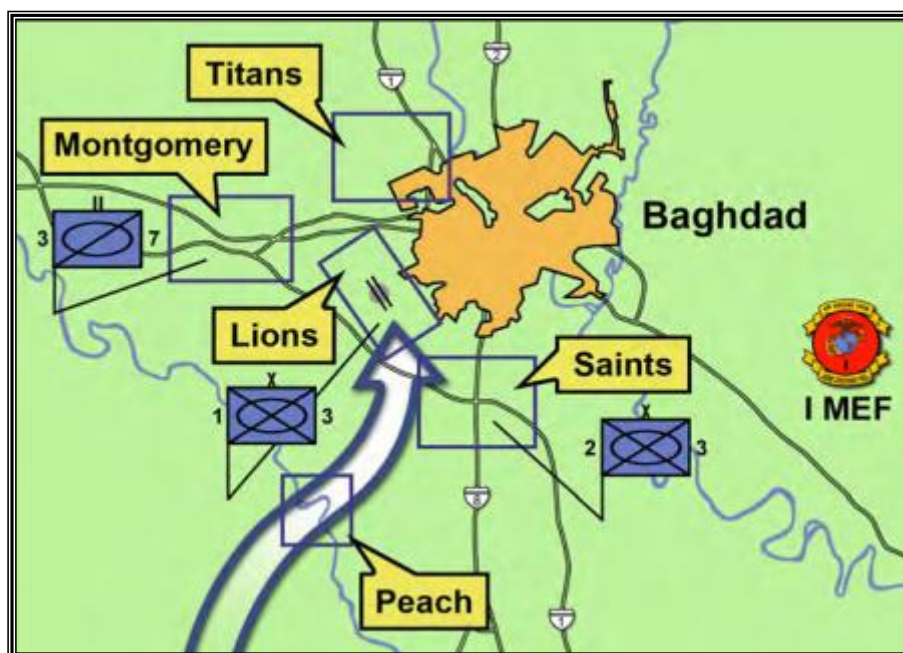 1
2
Titans
Montgomery
II
3
7
Baghdad
Lions
X
1
3
Saints
X
2
3
I MEF
8
Peach
1